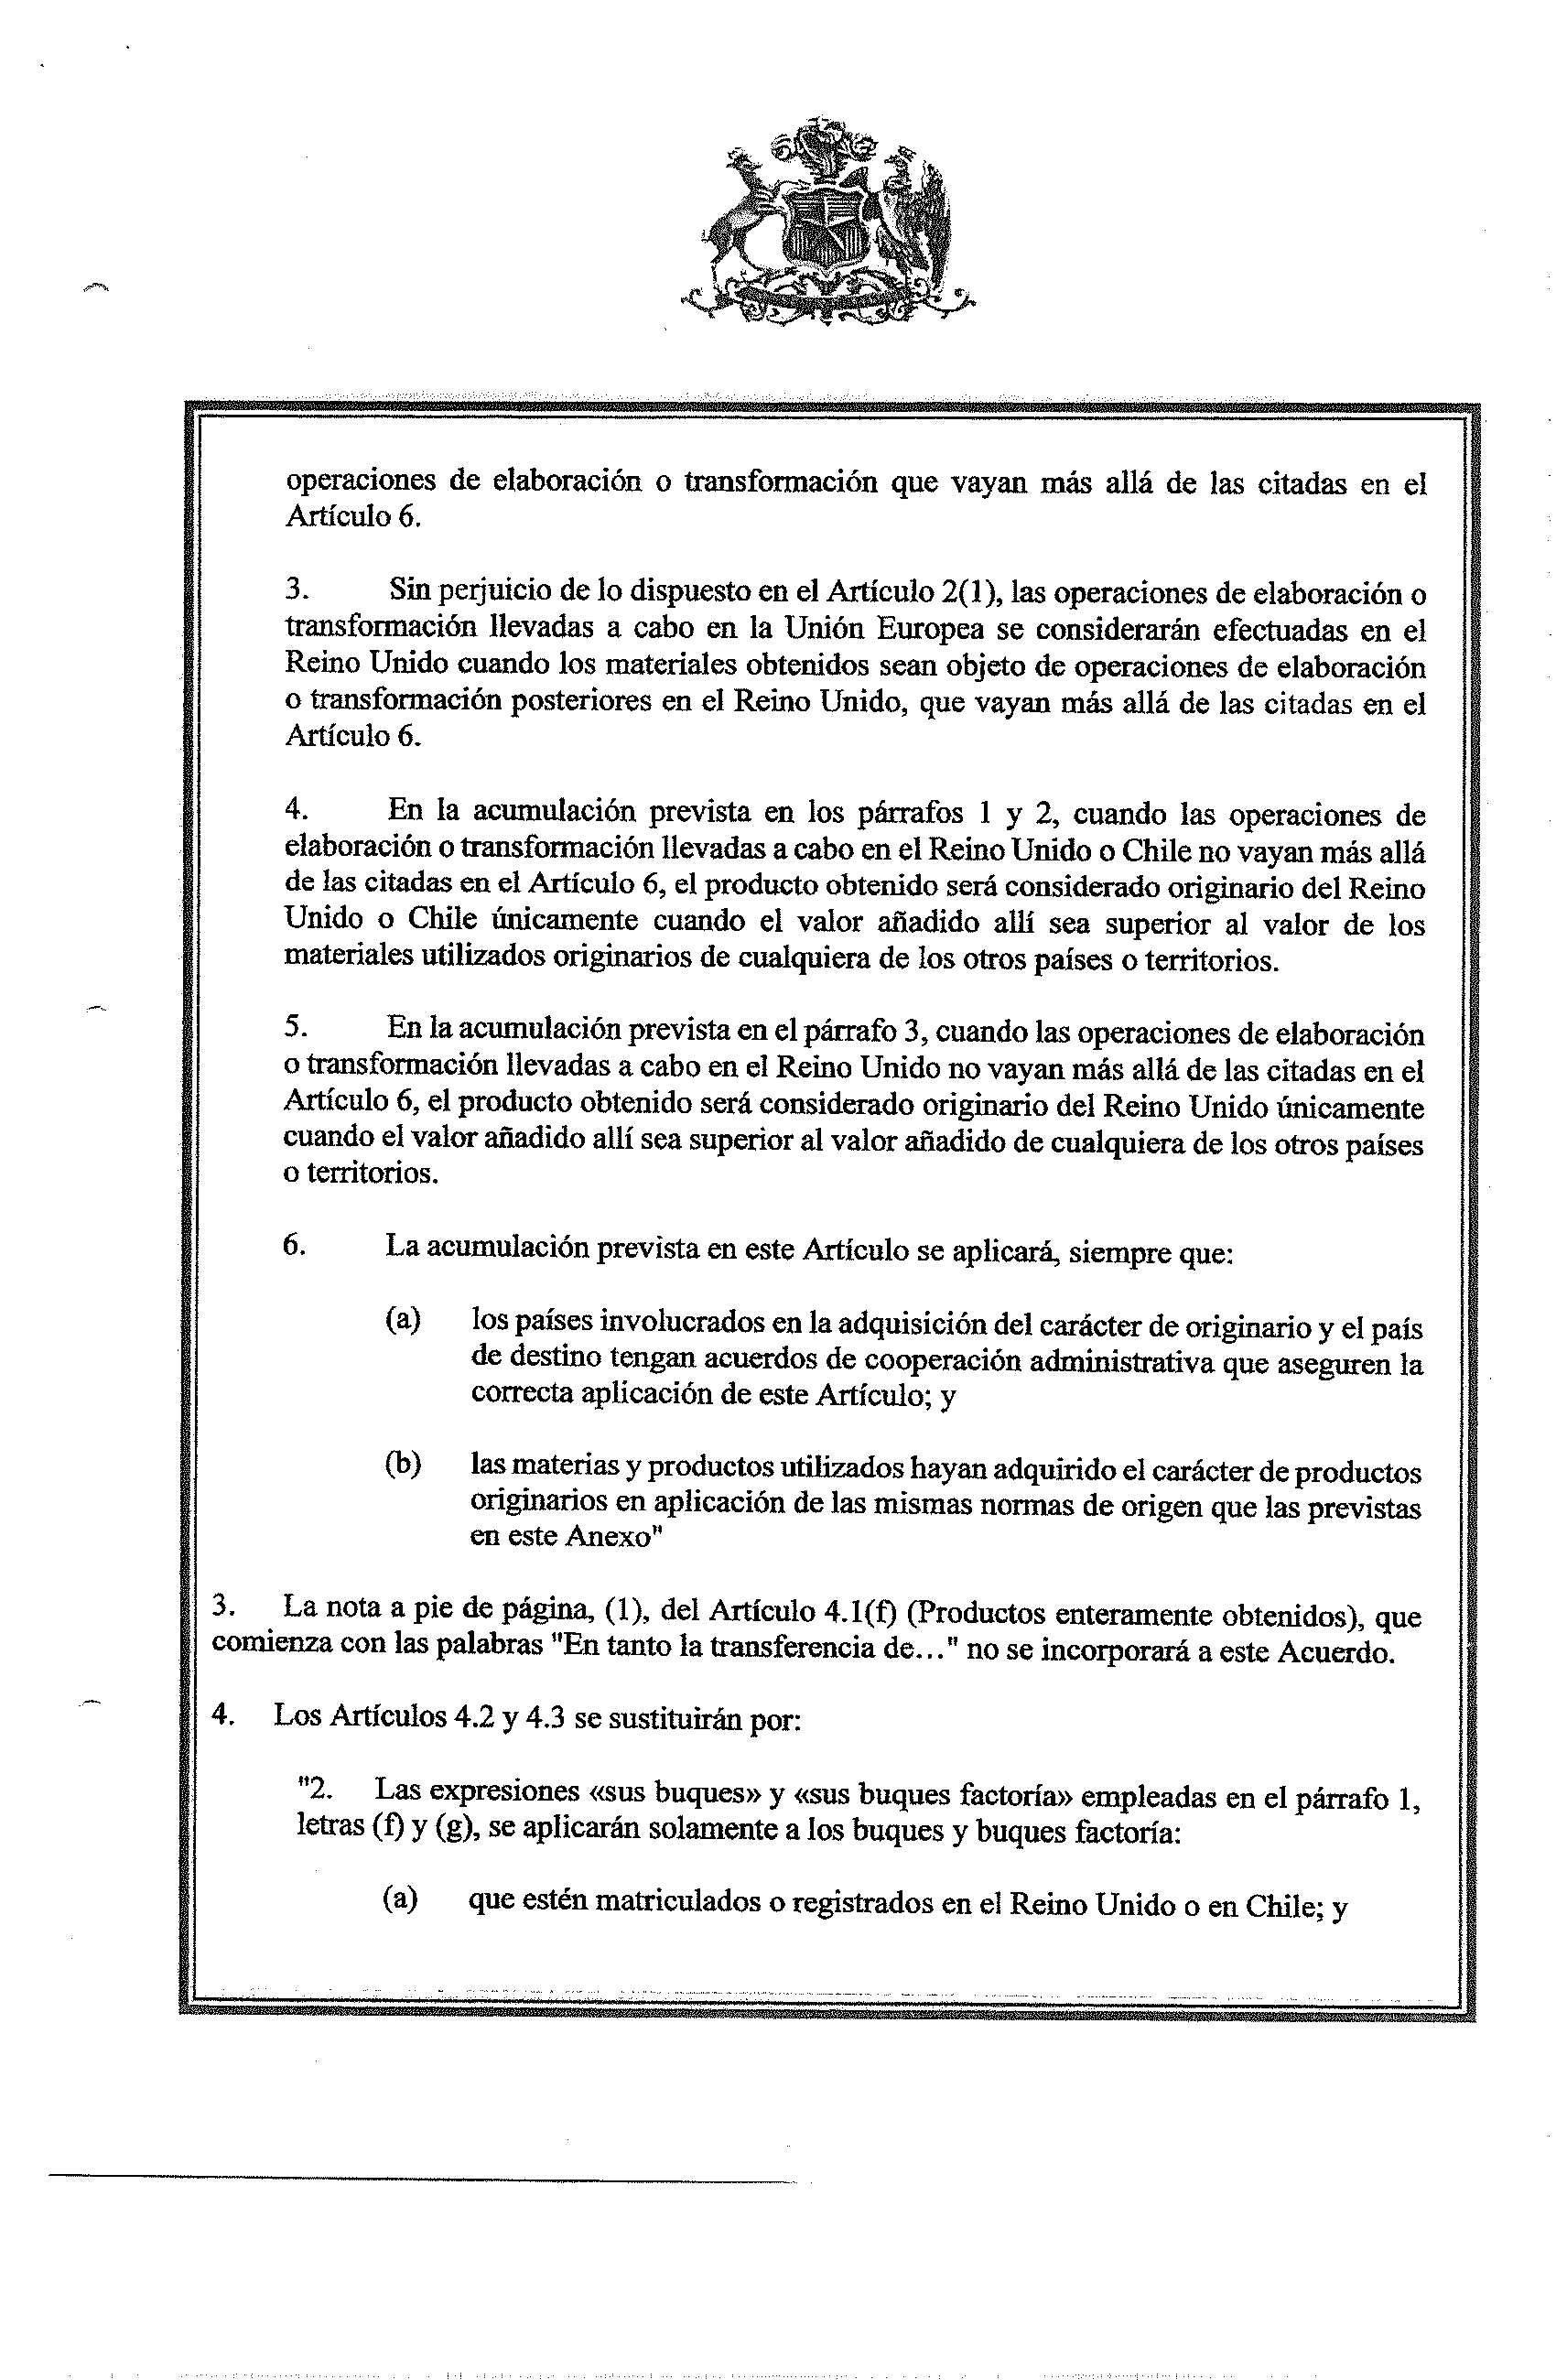 operaciones de elaboración o transformación que vayan más allá de las citadas en el
Artículo 6.
3. Sin perjuicio de lo dispuesto en el Artículo 2(1), las operaciones de elaboración o
transformación llevadas a cabo en la Unión Europea se considerarán efectuadas en el
Reino Unido cuando los materiales obtenidos sean objeto de operaciones de elaboración
o transformación posteriores en el Reino Unido, que vayan más allá de las citadas en el
Artículo 6.
4. En la acumulación prevista en los párrafos 1 y 2, cuando las operaciones de
elaboración o transformación llevadas a cabo en el Reino Unido o Chile no vayan más allá
de las citadas en el Artículo 6, el producto obtenido será considerado originario del Reino
Unido o Chile únicamente cuando el valor añadido allí sea superior al valor de los
materiales utilizados originarios de cualquiera de los otros países o territorios.
5. En la acumulación prevista en el párrafo 3, cuando las operaciones de elaboración
o transformación llevadas a cabo en el Reino Unido no vayan más allá de las citadas en el
Artículo 6, el producto obtenido será considerado originario del Reino Unido únicamente
cuando el valor añadido allí sea superior al valor añadido de cualquiera de los otros países
o territorios.
6. La acumulación prevista en este Artículo se aplicará, siempre que:
(a) los países involucrados en la adquisición del carácter de originario y el país
de destino tengan acuerdos de cooperación administrativa que aseguren la
correcta aplicación de este Artículo; y
(b) las materias y productos utilizados hayan adquirido el carácter de productos
originarios en aplicación de las mismas normas de origen que las previstas
en este Anexo"
3. La nota a pie de página, (1), del Artículo 4.1(f) (Productos enteramente obtenidos), que
comienza con las palabras "En tanto la transferencia de..." no se incorporará a este Acuerdo.
4. Los Artículos 4.2 y 4.3 se sustituirán por:
"2. Las expresiones «sus buques» y «sus buques factoría» empleadas en el párrafo 1,
letras (f) y (g), se aplicarán solamente a los buques y buques factoría:
(a) que estén matriculados o registrados en el Reino Unido o en Chile; y